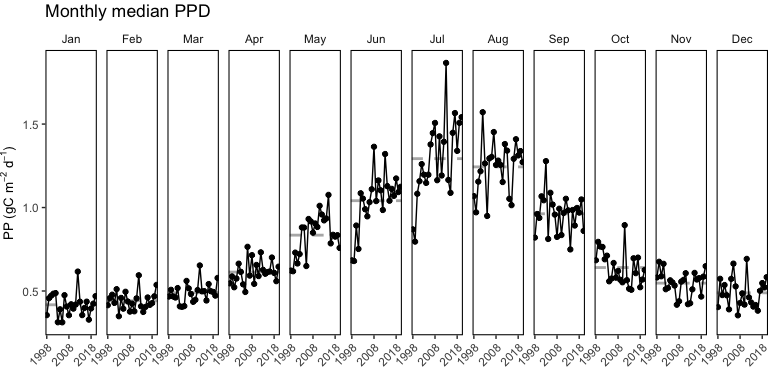 Monthly median PPD
Jan Feb Mar Apr May Jun Jul Aug Sep Oct Nov Dec
PP (gC m⁻² d⁻¹)
1.5
1.0
0.5
1998 2008 2018 1998 2008 2018 1998 2008 2018 1998 2008 2018 1998 2008 2018 1998 2008 2018 1998 2008 2018 1998 2008 2018 1998 2008 2018 1998 2008 2018 1998 2008 2018 1998 2008 2018